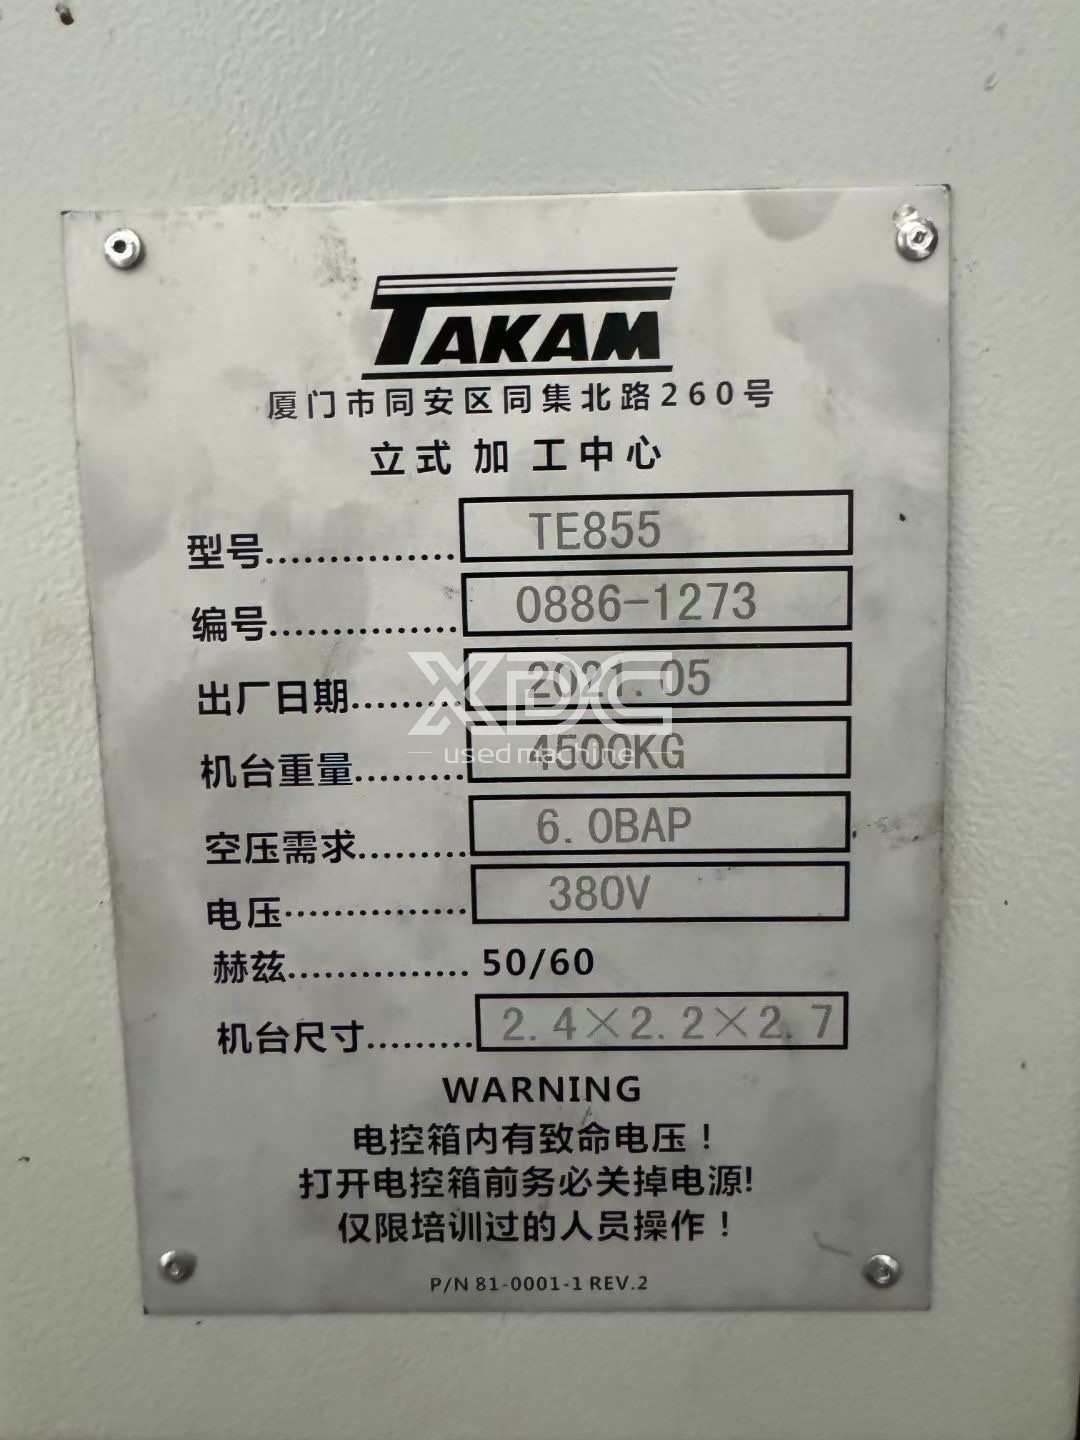 TAKAM
厦门市同安区同集北路260号
立式 加工中心
型号.............. TE855
编号.............. 0886-1273
出厂日期........ 2021.05
XDC
机台重量........ 4500KG
used machine
空压需求........ 6.0BAP
电压.............. 380V
赫兹.............. 50/60
机台尺寸........ 2.4×2.2×2.7
WARNING
电控箱内有致命电压！
打开电控箱前务必关掉电源!
仅限培训过的人员操作！
P/N 81-0001-1 REV.2